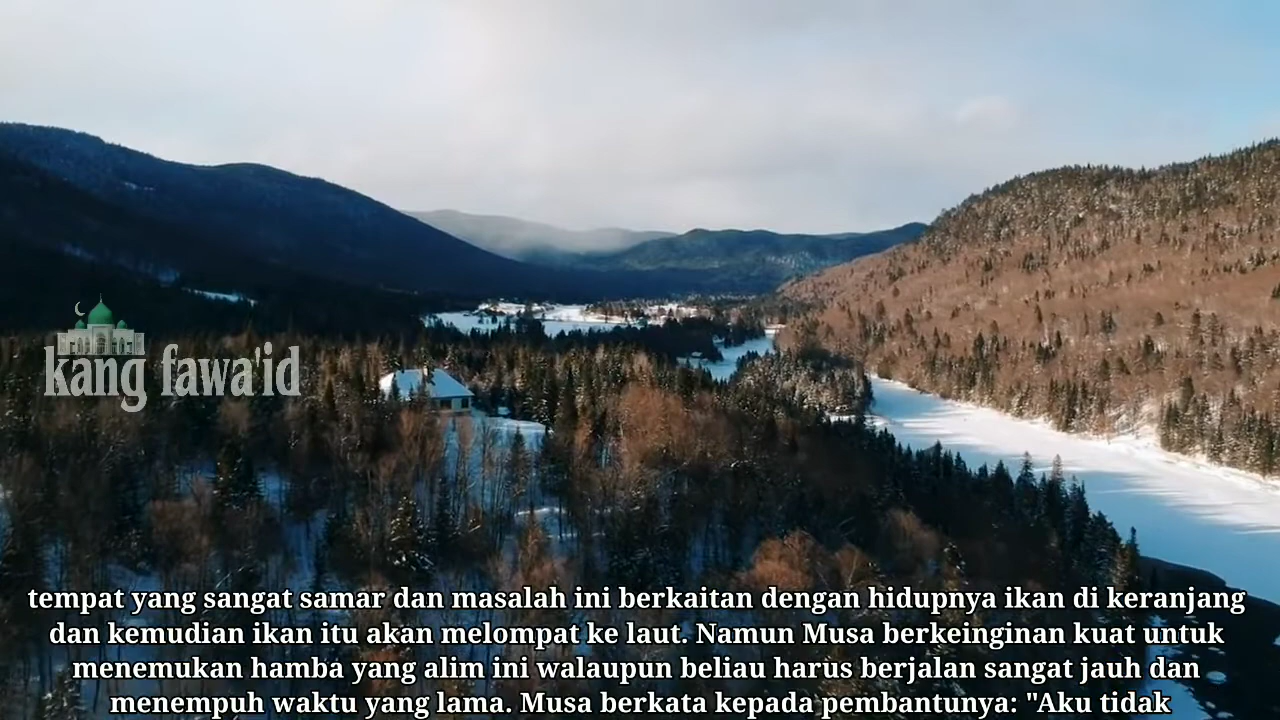 kang fawa'id
tempat yang sangat samar dan masalah ini berkaitan dengan hidupnya ikan di keranjang
dan kemudian ikan itu akan melompat ke laut. Namun Musa berkeinginan kuat untuk
menemukan hamba yang alim ini walaupun beliau harus berjalan sangat jauh dan
menempuh waktu yang lama. Musa berkata kepada pembantunya: "Aku tidak